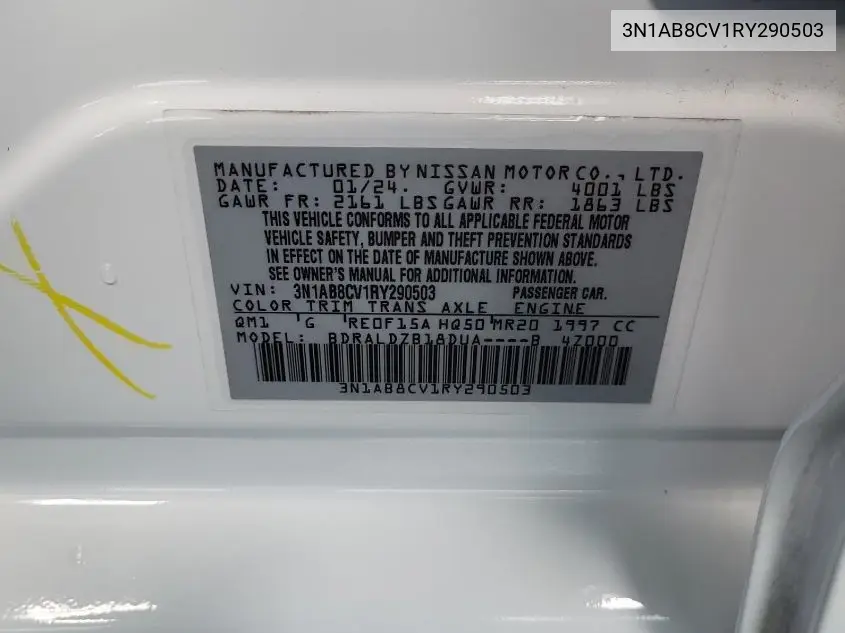 3N1AB8CV1RY290503
MANUFACTURED BY NISSAN MOTOR CO., LTD.
DATE: 01/24. GVWR: 4001 LBS
GAWR FR: 2161 LBS GAWR RR: 1863 LBS
THIS VEHICLE CONFORMS TO ALL APPLICABLE FEDERAL MOTOR
VEHICLE SAFETY, BUMPER AND THEFT PREVENTION STANDARDS
IN EFFECT ON THE DATE OF MANUFACTURE SHOWN ABOVE.
SEE OWNER'S MANUAL FOR ADDITIONAL INFORMATION.
VIN: 3N1AB8CV1RY290503 PASSENGER CAR.
COLOR TRIM TRANS AXLE ENGINE
QM1 G RE0F15A HQ50 MR20 1997 CC
MODEL: BDRALDZB18DUA----B 4Z000
3N1AB8CV1RY290503